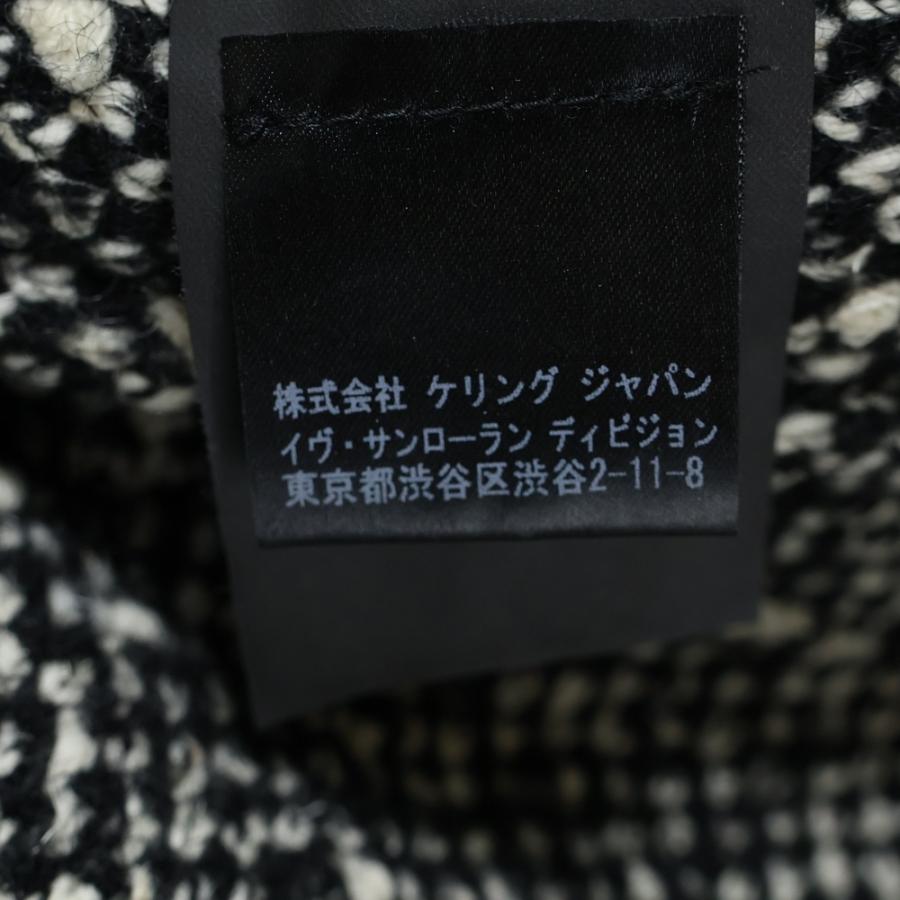 株式会社 ケリング ジャパン
イヴ・サンローラン ディビジョン
東京都渋谷区渋谷2-11-8